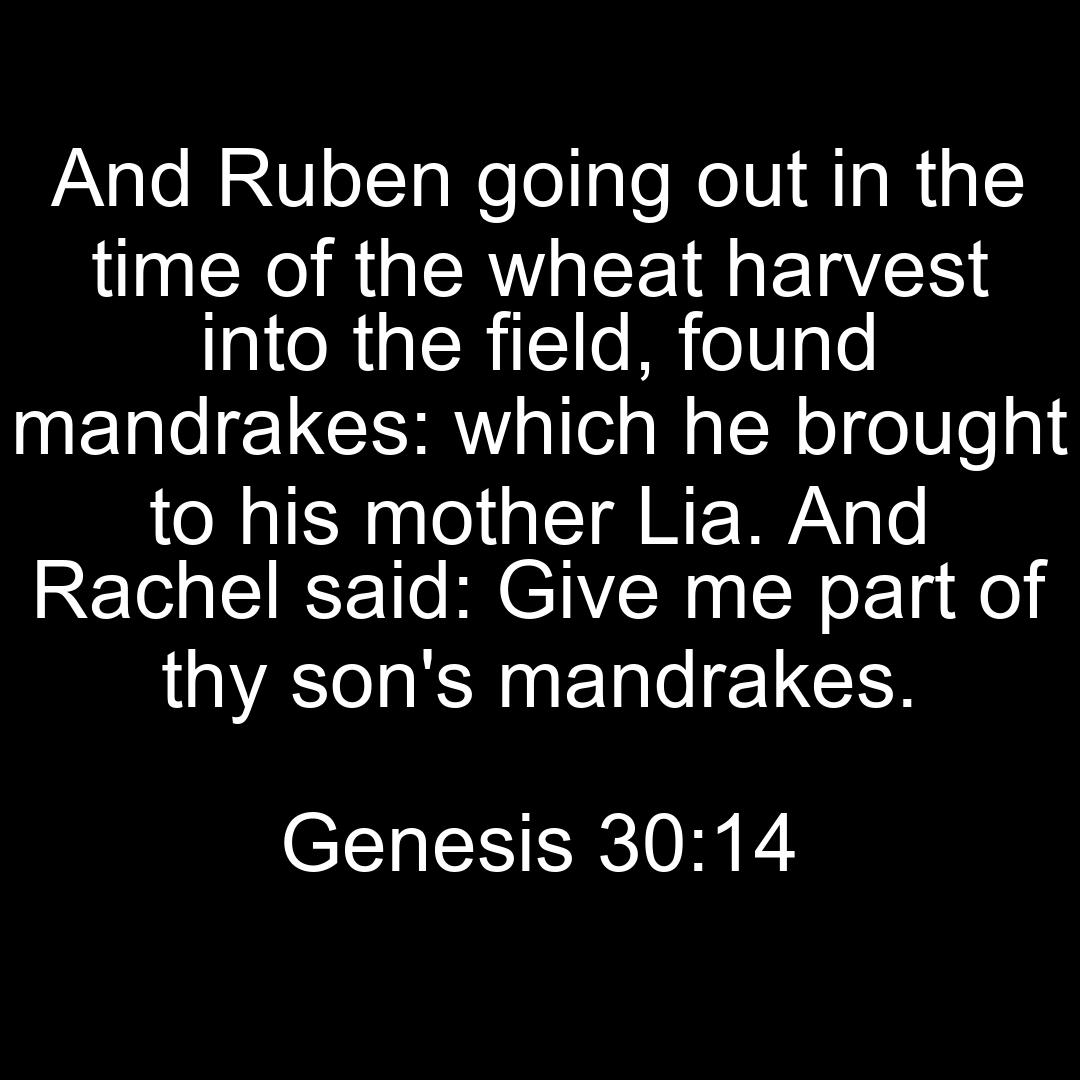 And Ruben going out in the
time of the wheat harvest
into the field, found
mandrakes: which he brought
to his mother Lia. And
Rachel said: Give me part of
thy son's mandrakes.
Genesis 30:14